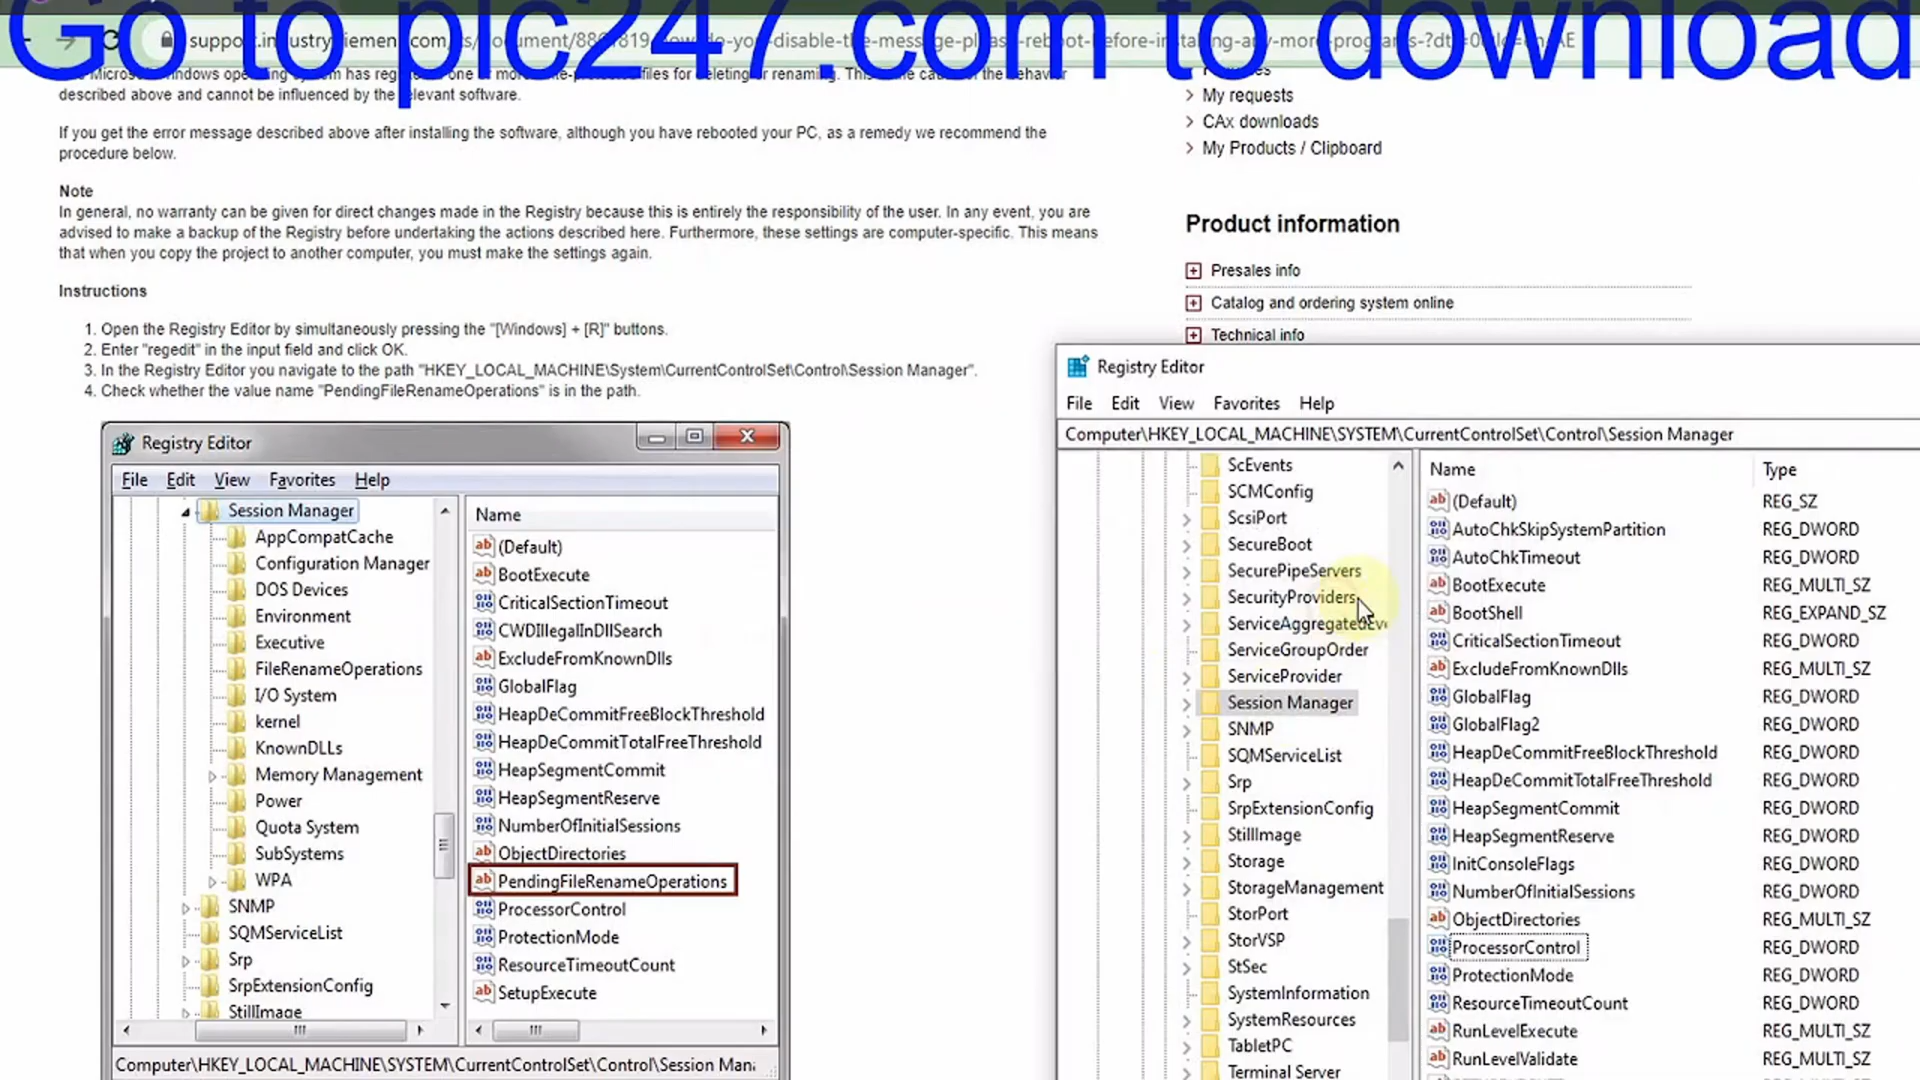 Go to plc247.com to download
described above and cannot be influenced by the relevant software.
If you get the error message described above after installing the software, although you have rebooted your PC, as a remedy we recommend the
procedure below.
Note
In general, no warranty can be given for direct changes made in the Registry because this is entirely the responsibility of the user. In any event, you are
advised to make a backup of the Registry before undertaking the actions described here. Furthermore, these settings are computer-specific. This means
that when you copy the project to another computer, you must make the settings again.
Instructions
1. Open the Registry Editor by simultaneously pressing the "[Windows] + [R]" buttons.
2. Enter "regedit" in the input field and click OK.
3. In the Registry Editor you navigate to the path "HKEY_LOCAL_MACHINE\System\CurrentControlSet\Control\Session Manager".
4. Check whether the value name "PendingFileRenameOperations" is in the path.
My requests
CAx downloads
My Products / Clipboard
Product information
Presales info
Catalog and ordering system online
Technical info
Registry Editor
File Edit View Favorites Help
Session Manager
AppCompatCache
Configuration Manager
DOS Devices
Environment
Executive
FileRenameOperations
I/O System
kernel
KnownDLLs
Memory Management
Power
Quota System
SubSystems
WPA
SNMP
SQMServiceList
Srp
SrpExtensionConfig
StillImage
Name
(Default)
BootExecute
CriticalSectionTimeout
CWDIllegalInDllSearch
ExcludeFromKnownDlls
GlobalFlag
HeapDeCommitFreeBlockThreshold
HeapDeCommitTotalFreeThreshold
HeapSegmentCommit
HeapSegmentReserve
NumberOfInitialSessions
ObjectDirectories
PendingFileRenameOperations
ProcessorControl
ProtectionMode
ResourceTimeoutCount
SetupExecute
Computer\HKEY_LOCAL_MACHINE\SYSTEM\CurrentControlSet\Control\Session Mana
Registry Editor
File Edit View Favorites Help
Computer\HKEY_LOCAL_MACHINE\SYSTEM\CurrentControlSet\Control\Session Manager
ScEvents
SCMConfig
ScsiPort
SecureBoot
SecurePipeServers
SecurityProviders
ServiceAggregatedEve
ServiceGroupOrder
ServiceProvider
Session Manager
SNMP
SQMServiceList
Srp
SrpExtensionConfig
StillImage
Storage
StorageManagement
StorPort
StorVSP
StSec
SystemInformation
SystemResources
TabletPC
Terminal Server
Name Type
(Default) REG_SZ
AutoChkSkipSystemPartition REG_DWORD
AutoChkTimeout REG_DWORD
BootExecute REG_MULTI_SZ
BootShell REG_EXPAND_SZ
CriticalSectionTimeout REG_DWORD
ExcludeFromKnownDlls REG_MULTI_SZ
GlobalFlag REG_DWORD
GlobalFlag2 REG_DWORD
HeapDeCommitFreeBlockThreshold REG_DWORD
HeapDeCommitTotalFreeThreshold REG_DWORD
HeapSegmentCommit REG_DWORD
HeapSegmentReserve REG_DWORD
InitConsoleFlags REG_DWORD
NumberOfInitialSessions REG_DWORD
ObjectDirectories REG_MULTI_SZ
ProcessorControl REG_DWORD
ProtectionMode REG_DWORD
ResourceTimeoutCount REG_DWORD
RunLevelExecute REG_MULTI_SZ
RunLevelValidate REG_MULTI_SZ